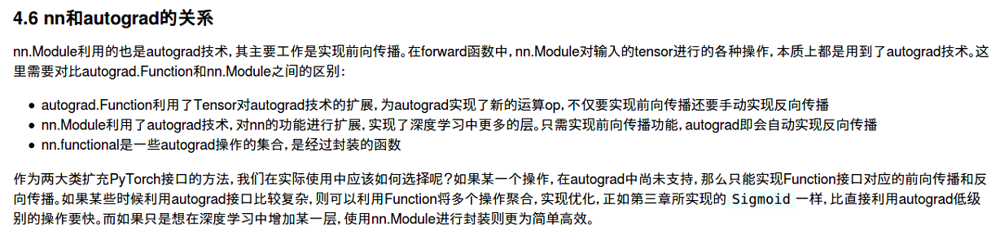 4.6 nn和autograd的关系
nn.Module利用的也是autograd技术,其主要工作是实现前向传播。在forward函数中,nn.Module对输入的tensor进行的各种操作,本质上都是用到了autograd技术。这
里需要对比autograd.Function和nn.Module之间的区别:
• autograd.Function利用了Tensor对autograd技术的扩展,为autograd实现了新的运算op,不仅要实现前向传播还要手动实现反向传播
• nn.Module利用了autograd技术,对nn的功能进行扩展,实现了深度学习中更多的层。只需实现前向传播功能,autograd即会自动实现反向传播
• nn.functional是一些autograd操作的集合,是经过封装的函数
作为两大类扩充PyTorch接口的方法,我们在实际使用中应该如何选择呢?如果某一个操作,在autograd中尚未支持,那么只能实现Function接口对应的前向传播和反
向传播。如果某些时候利用autograd接口比较复杂,则可以利用Function将多个操作聚合,实现优化,正如第三章所实现的 Sigmoid 一样,比直接利用autograd低级
别的操作要快。而如果只是想在深度学习中增加某一层,使用nn.Module进行封装则更为简单高效。